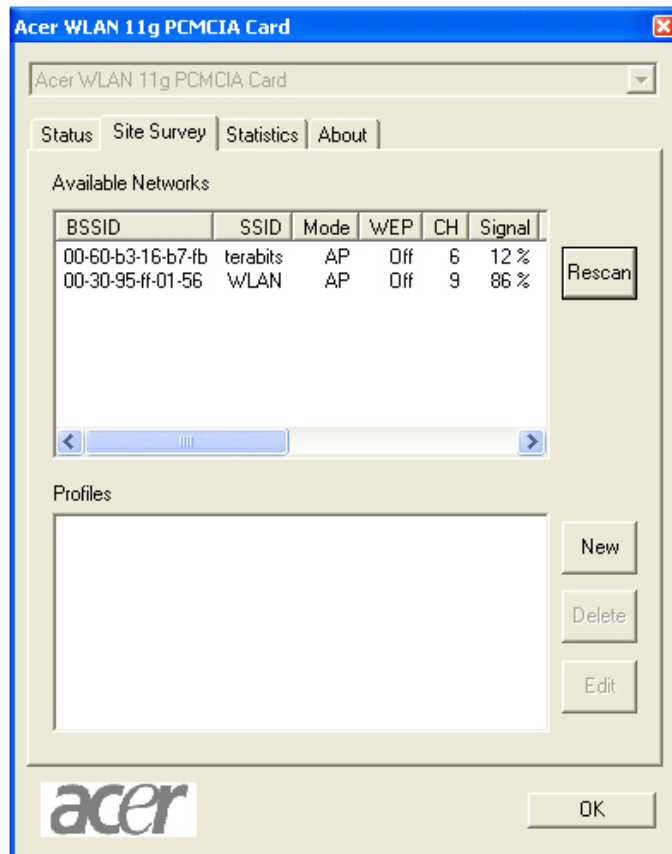 Acer WLAN 11g PCMCIA Card
Acer WLAN 11g PCMCIA Card
Status Site Survey Statistics About
Available Networks
BSSID SSID Mode WEP CH Signal
00-60-b3-16-b7-fb terabits AP Off 6 12 %
00-30-95-ff-01-56 WLAN AP Off 9 86 %
Rescan
Profiles
New
Delete
Edit
acer
OK